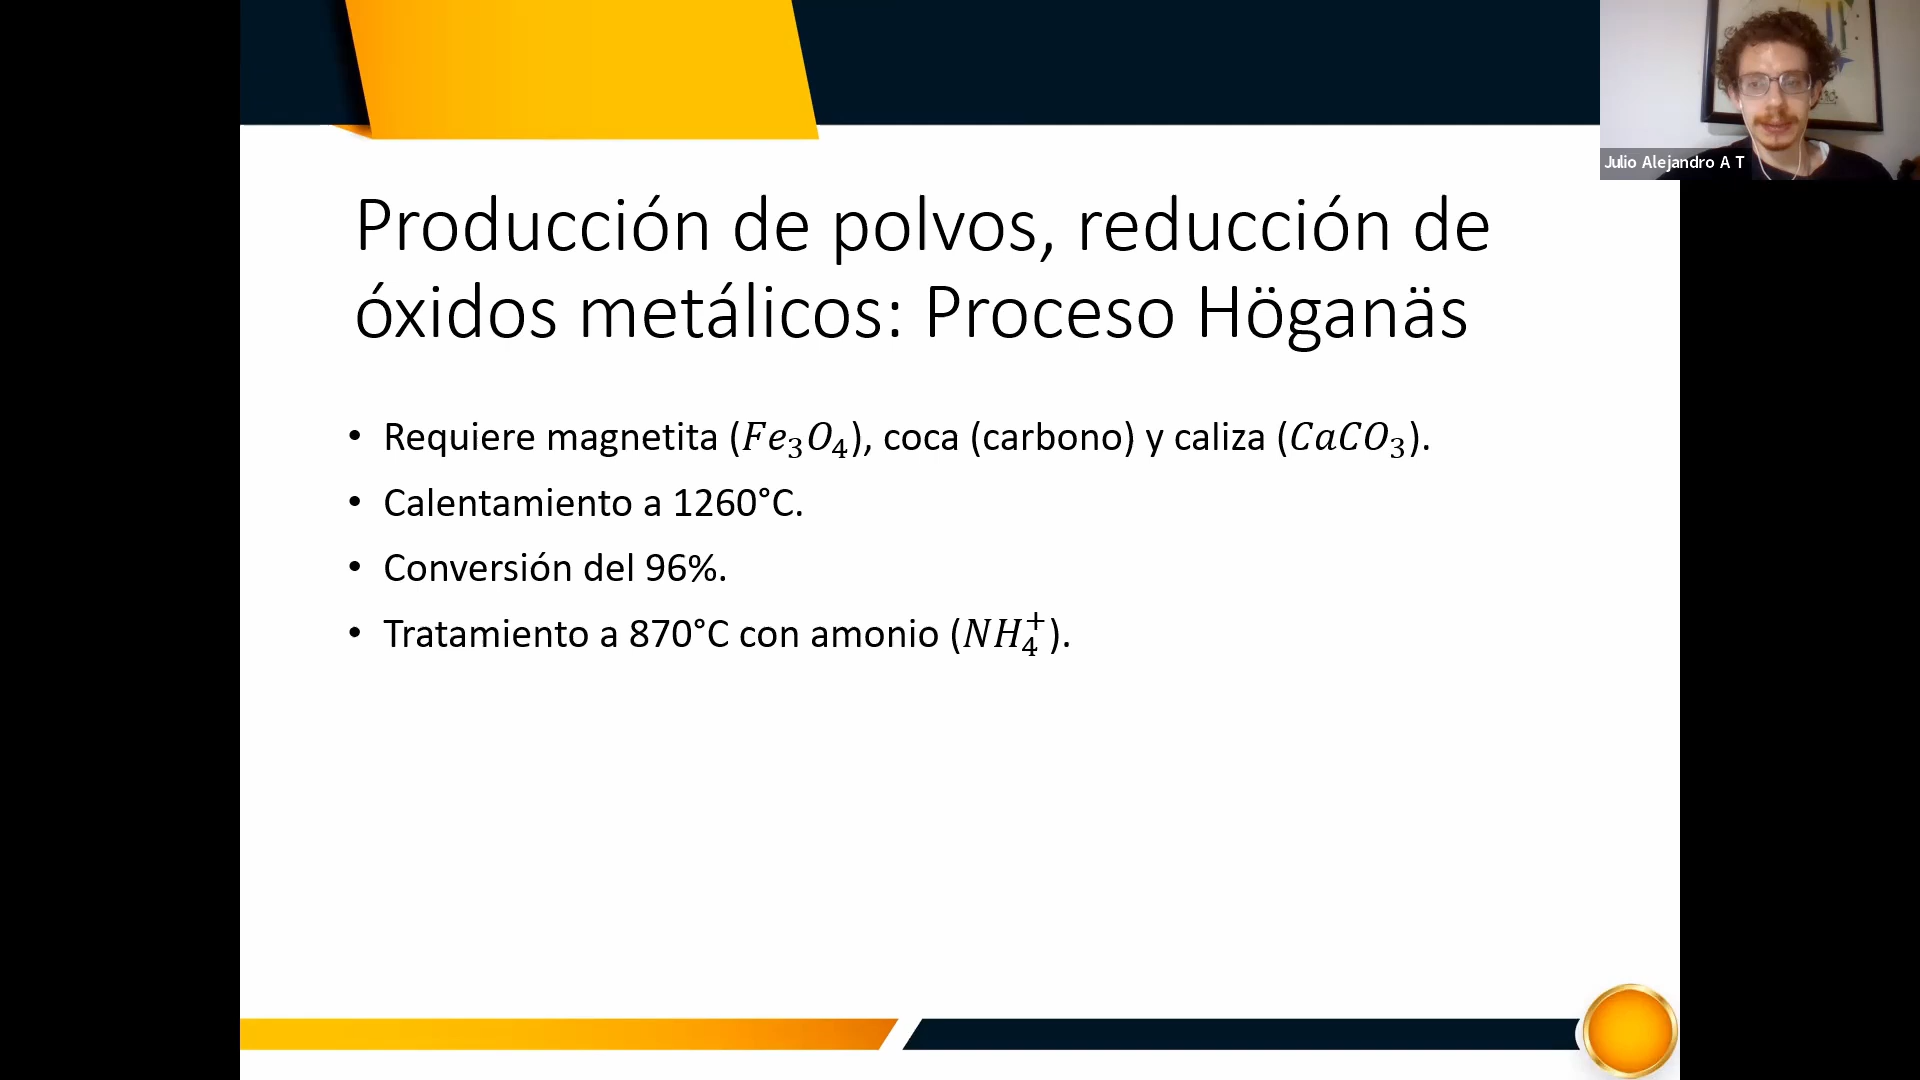 Producción de polvos, reducción de
óxidos metálicos: Proceso Höganäs
• Requiere magnetita (Fe₃O₄), coca (carbono) y caliza (CaCO₃).
• Calentamiento a 1260°C.
• Conversión del 96%.
• Tratamiento a 870°C con amonio (NH₄⁺).
Julio Alejandro A T